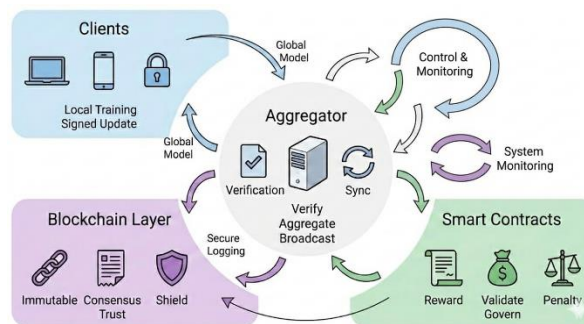 Clients
Local Training
Signed Update
Global
Model
Global
Model
Control &
Monitoring
Aggregator
Verification
Sync
Verify
Aggregate
Broadcast
System
Monitoring
Blockchain Layer
Immutable
Consensus
Trust
Shield
Secure
Logging
Smart Contracts
Reward
Validate
Govern
Penalty